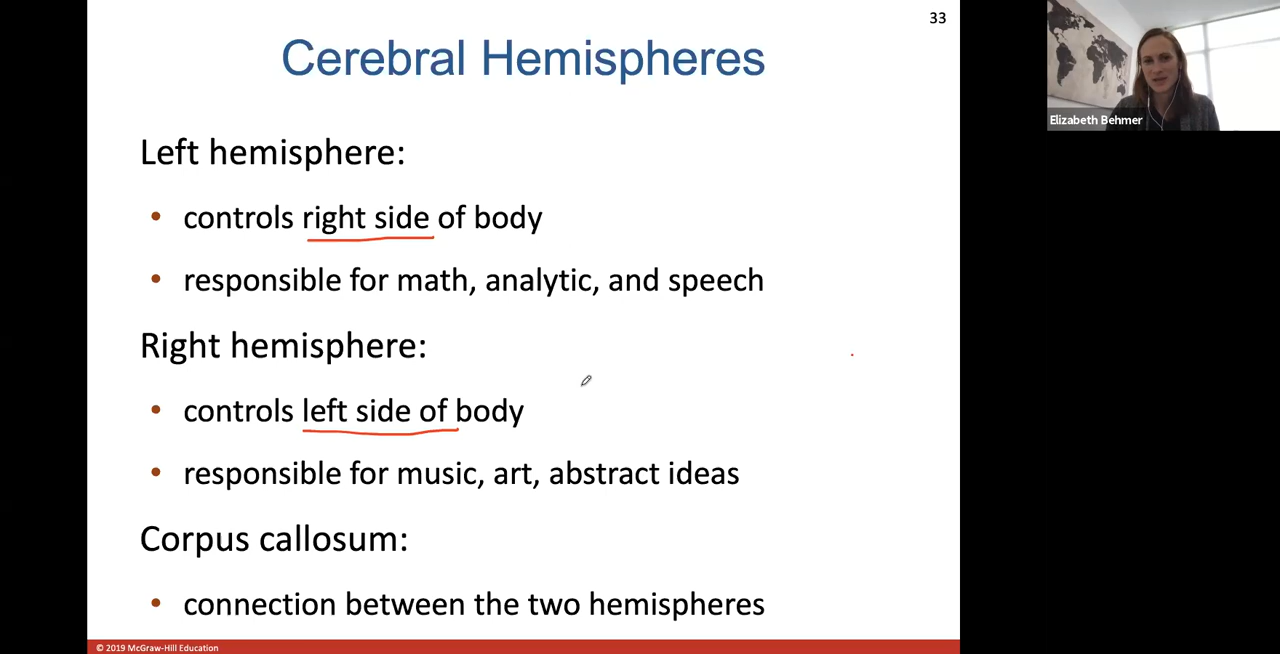 33
Cerebral Hemispheres
Left hemisphere:
• controls right side of body
• responsible for math, analytic, and speech
Right hemisphere:
• controls left side of body
• responsible for music, art, abstract ideas
Corpus callosum:
• connection between the two hemispheres
© 2019 McGraw-Hill Education
Elizabeth Behmer